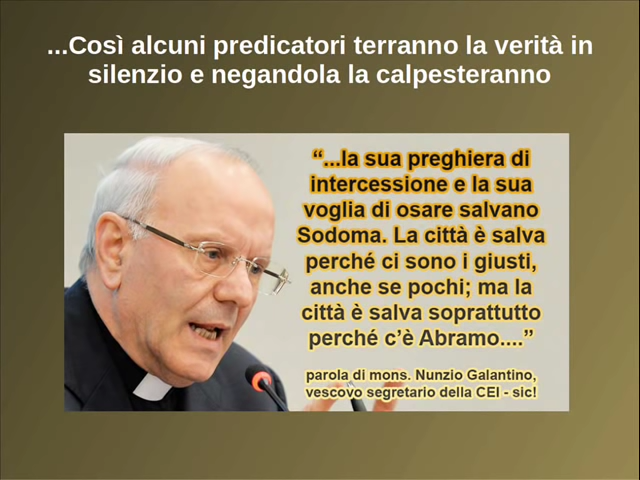 ...Così alcuni predicatori terranno la verità in
silenzio e negandola la calpesteranno
“...la sua preghiera di
intercessione e la sua
voglia di osare salvano
Sodoma. La città è salva
perché ci sono i giusti,
anche se pochi; ma la
città è salva soprattutto
perché c’è Abramo....”
parola di mons. Nunzio Galantino,
vescovo segretario della CEI - sic!